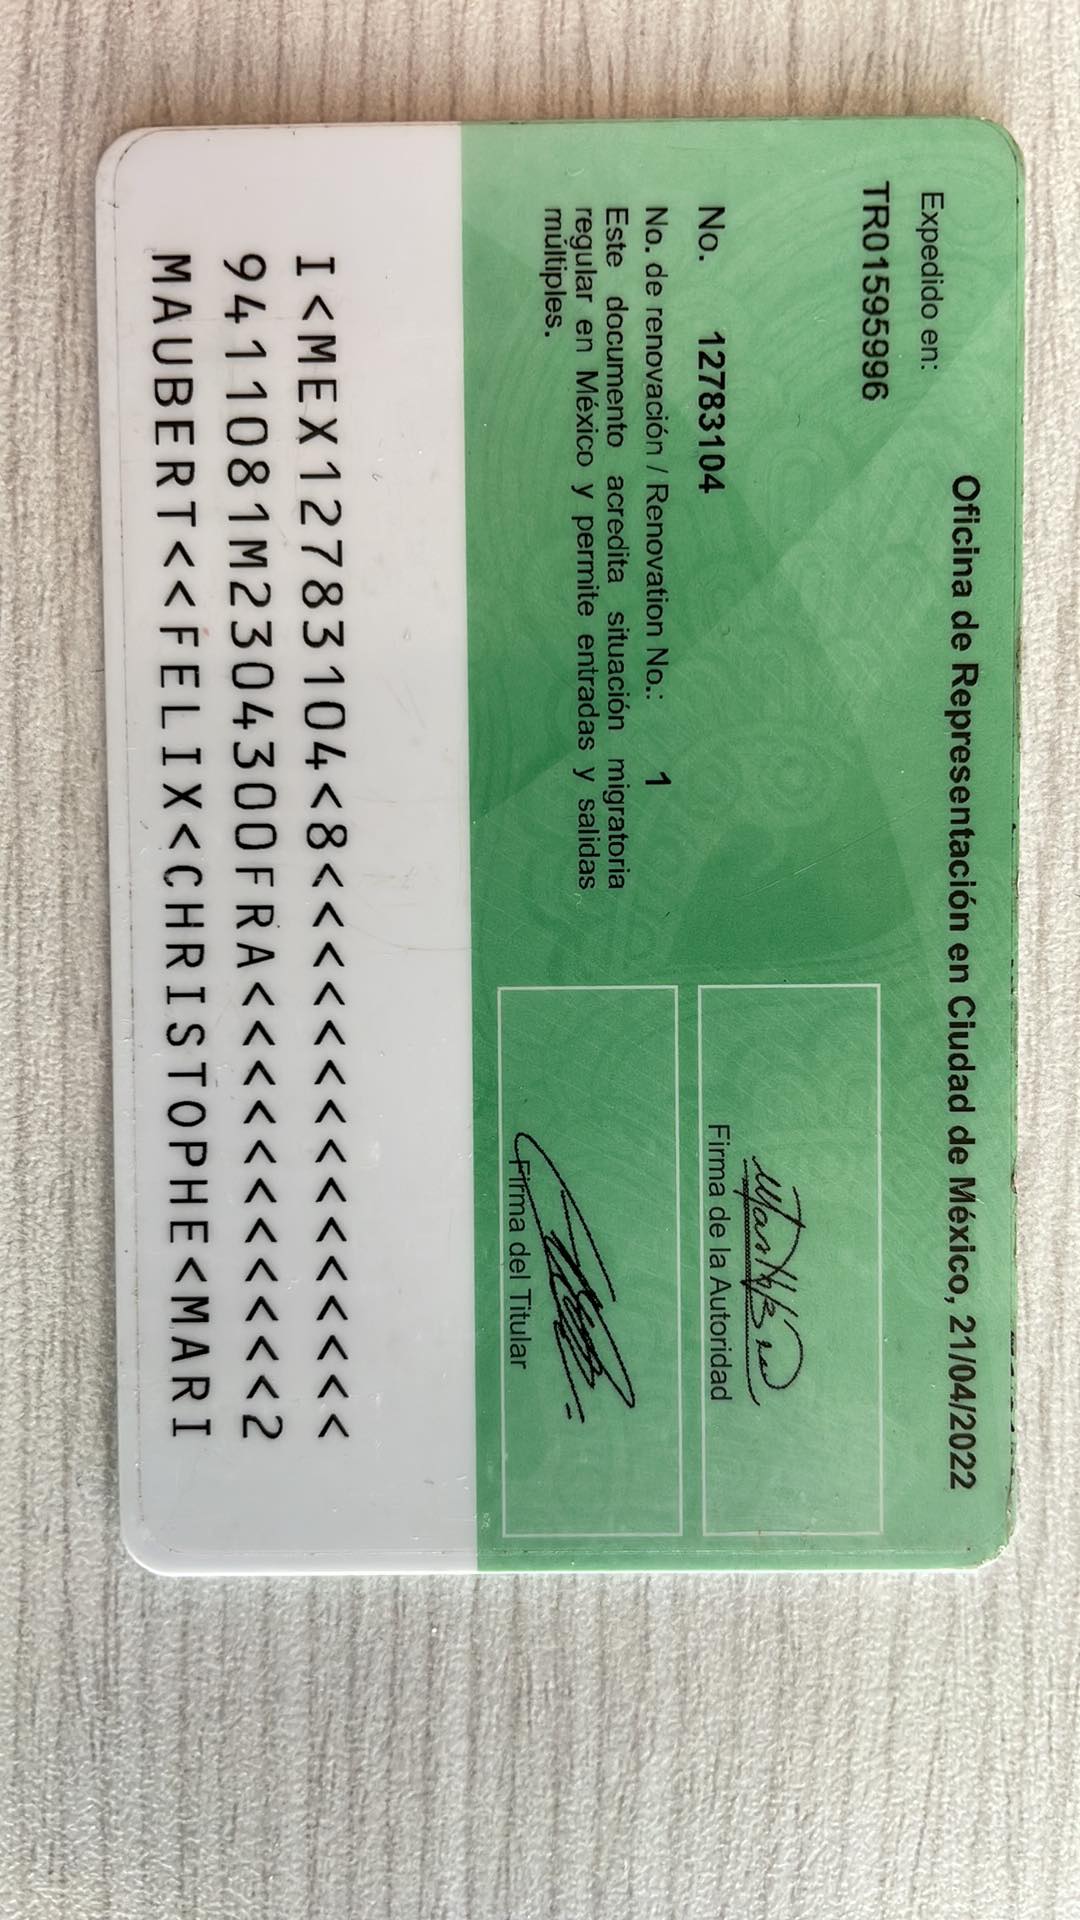 Oficina de Representación en Ciudad de México, 21/04/2022
Expedido en:
TR01595996
No. 12783104
No. de renovación / Renovation No.: 1
Este documento acredita situación migratoria
regular en México y permite entradas y salidas
múltiples.
Firma de la Autoridad
Firma del Titular
I<MEX12783104<8<<<<<<<<<<<<<<<
9411081M2304300FRA<<<<<<<<<<<2
MAUBERT<<FELIX<CHRISTOPHE<MARI